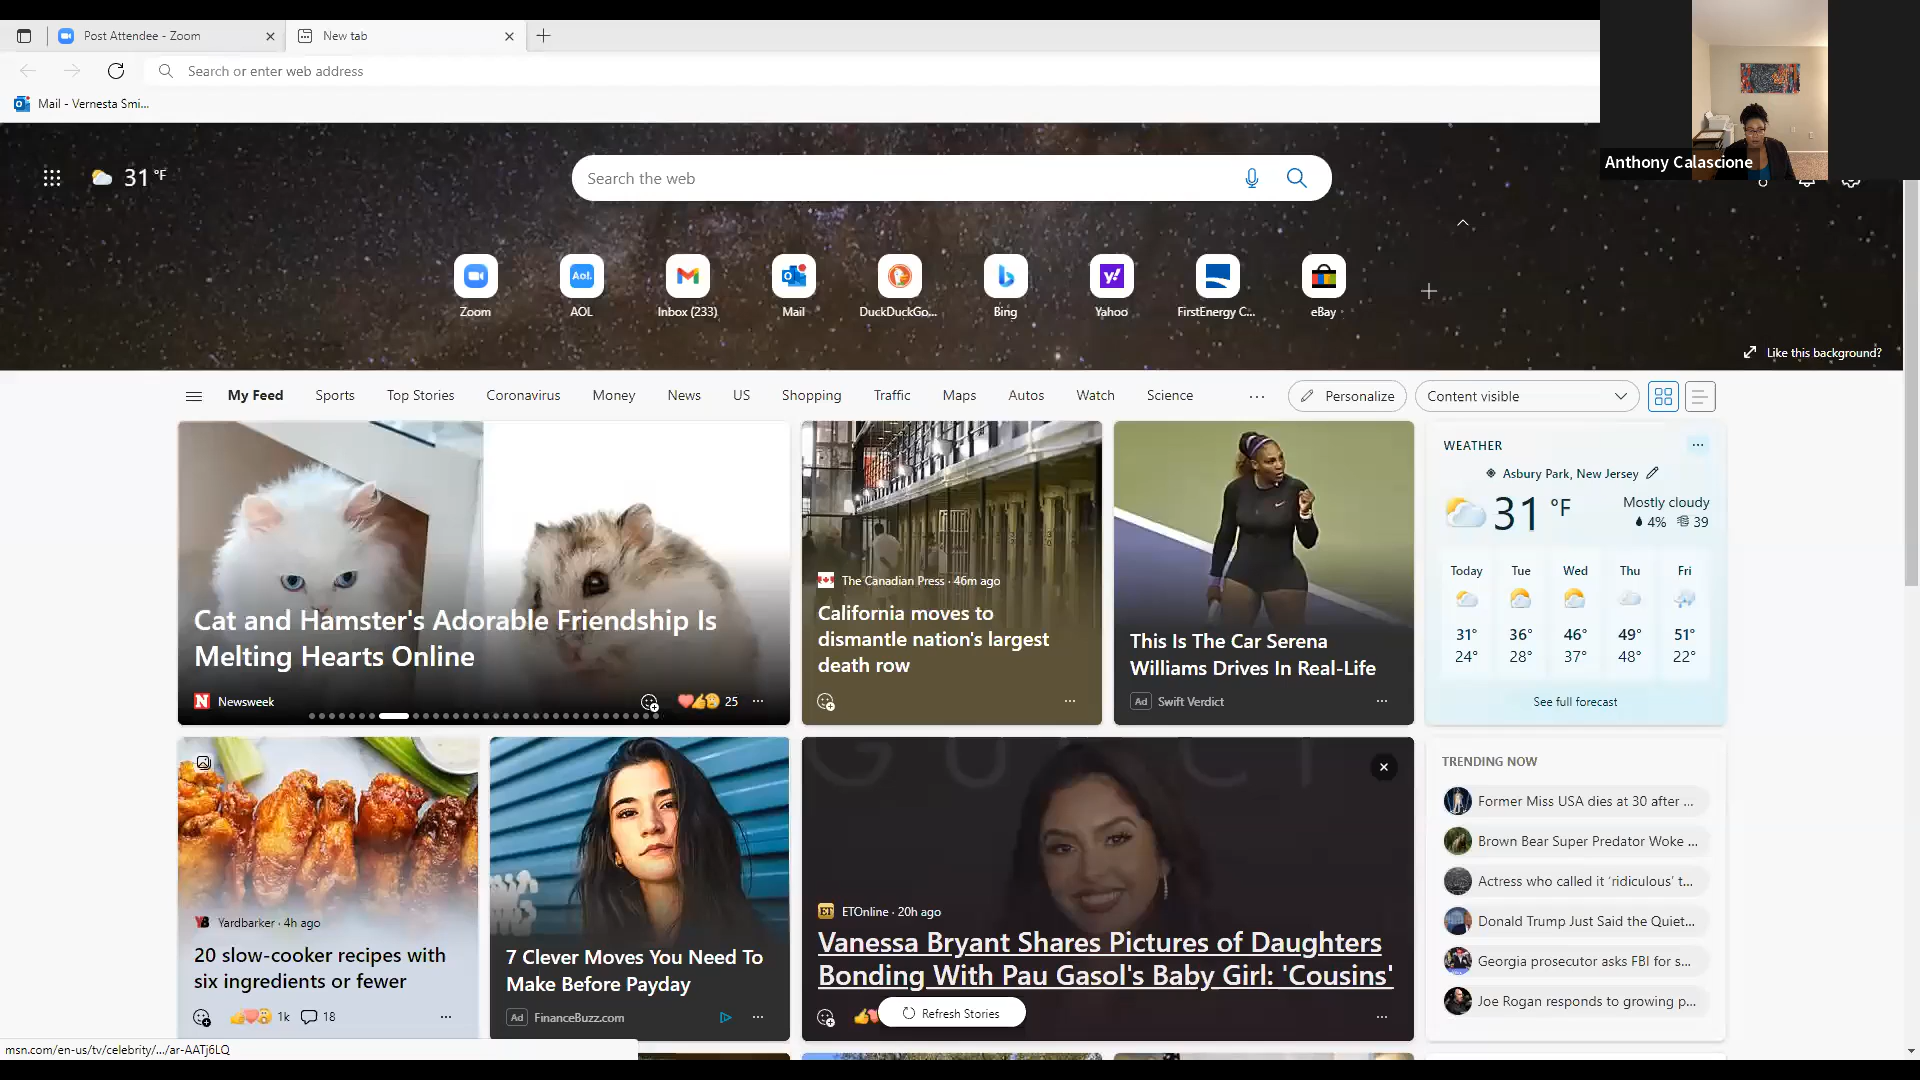 Post Attendee - Zoom
New tab
Search or enter web address
Mail - Vernesta Smi...
Anthony Calascione
31 °F
Search the web
Aol.
Zoom
AOL
Inbox (233)
Mail
DuckDuckGo...
Bing
Yahoo
FirstEnergy C...
eBay
Like this background?
My Feed
Sports
Top Stories
Coronavirus
Money
News
US
Shopping
Traffic
Maps
Autos
Watch
Science
Personalize
Content visible
Cat and Hamster's Adorable Friendship Is
Melting Hearts Online
Newsweek
25
The Canadian Press · 46m ago
California moves to
dismantle nation's largest
death row
This Is The Car Serena
Williams Drives In Real-Life
Ad Swift Verdict
WEATHER
Asbury Park, New Jersey
31 °F
Mostly cloudy
4% 39
Today Tue Wed Thu Fri
31° 36° 46° 49° 51°
24° 28° 37° 48° 22°
See full forecast
Yardbarker · 4h ago
20 slow-cooker recipes with
six ingredients or fewer
1k 18
7 Clever Moves You Need To
Make Before Payday
Ad FinanceBuzz.com
GUCCI
ET ETOnline · 20h ago
Vanessa Bryant Shares Pictures of Daughters
Bonding With Pau Gasol's Baby Girl: 'Cousins'
Refresh Stories
TRENDING NOW
Former Miss USA dies at 30 after ...
Brown Bear Super Predator Woke ...
Actress who called it ‘ridiculous’ t...
Donald Trump Just Said the Quiet...
Georgia prosecutor asks FBI for s...
Joe Rogan responds to growing p...
msn.com/en-us/tv/celebrity/.../ar-AATj6LQ